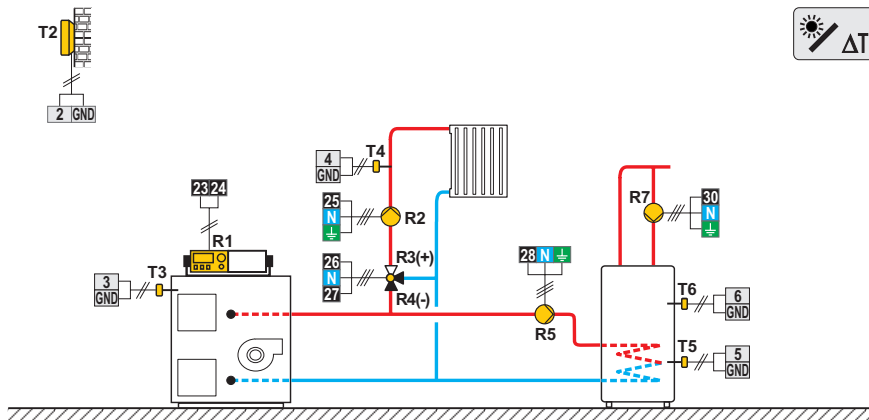 T2
2 GND
ΔT
4
GND
T4
23 24
R1
25
N
R2
R7
30
N
3
GND
T3
26
N
27
R3(+)
R4(-)
28 N
R5
T6
6
GND
T5
5
GND